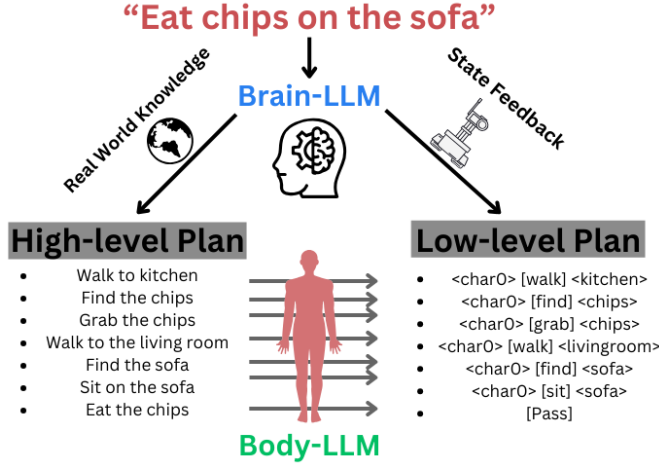 “Eat chips on the sofa”
Brain-LLM
Real World Knowledge
State Feedback
High-level Plan
Walk to kitchen
Find the chips
Grab the chips
Walk to the living room
Find the sofa
Sit on the sofa
Eat the chips
Low-level Plan
<char0> [walk] <kitchen>
<char0> [find] <chips>
<char0> [grab] <chips>
<char0> [walk] <livingroom>
<char0> [find] <sofa>
<char0> [sit] <sofa>
[Pass]
Body-LLM